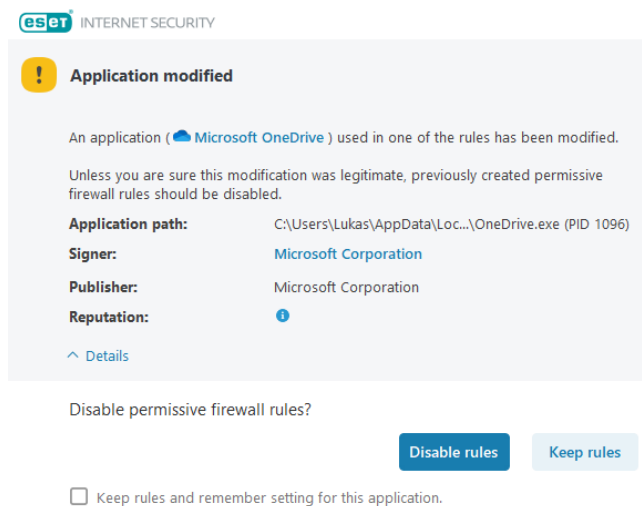 eset INTERNET SECURITY
! Application modified
An application ( Microsoft OneDrive ) used in one of the rules has been modified.
Unless you are sure this modification was legitimate, previously created permissive
firewall rules should be disabled.
Application path: C:\Users\Lukas\AppData\Loc...\OneDrive.exe (PID 1096)
Signer: Microsoft Corporation
Publisher: Microsoft Corporation
Reputation: i
Details
Disable permissive firewall rules?
Disable rules Keep rules
Keep rules and remember setting for this application.